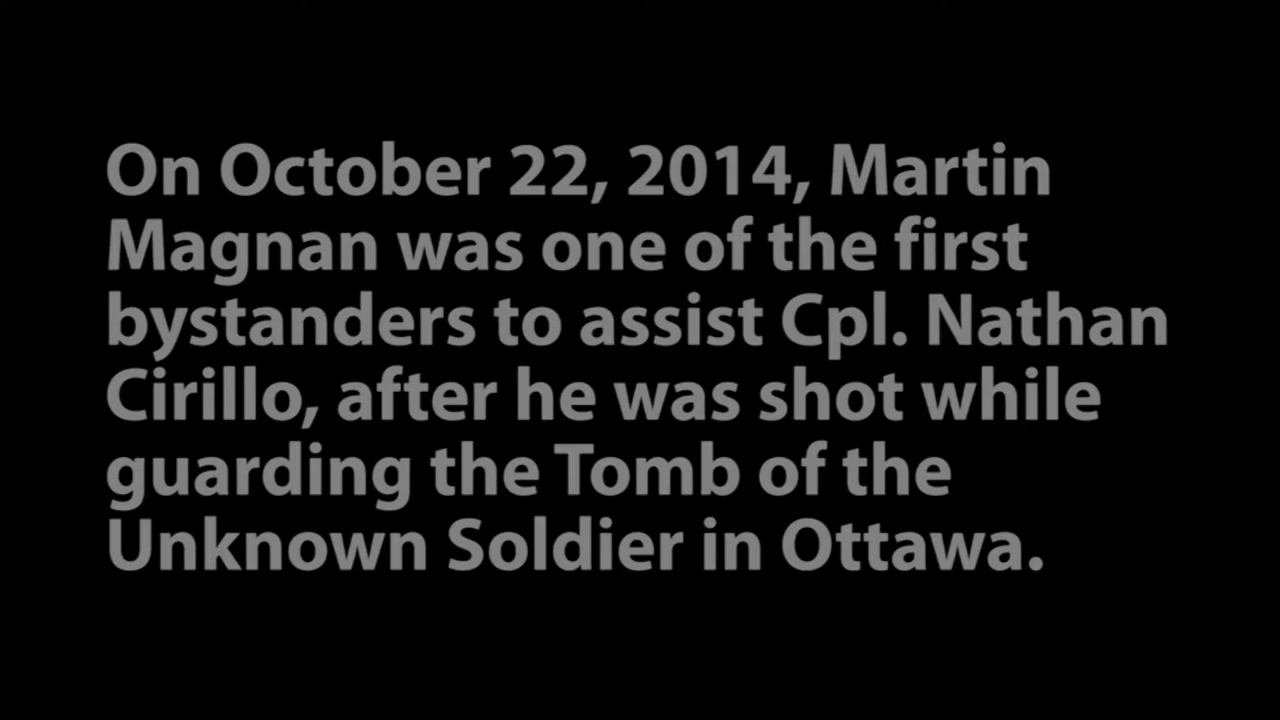 On October 22, 2014, Martin
Magnan was one of the first
bystanders to assist Cpl. Nathan
Cirillo, after he was shot while
guarding the Tomb of the
Unknown Soldier in Ottawa.